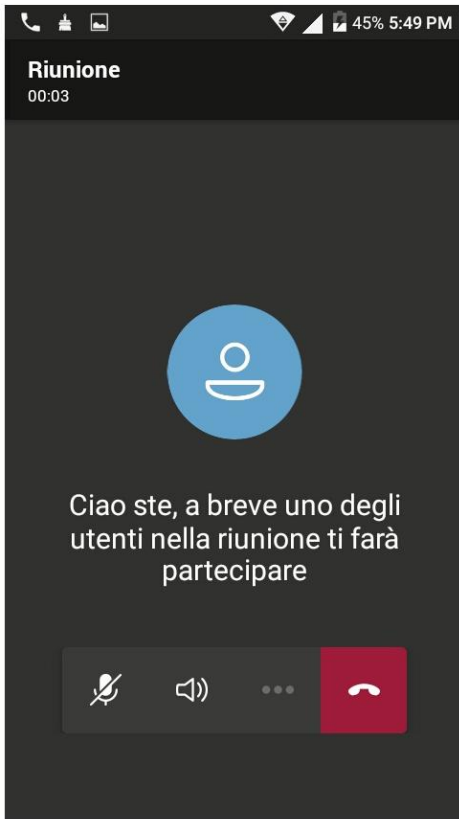 45% 5:49 PM
Riunione
00:03
Ciao ste, a breve uno degli
utenti nella riunione ti farà
partecipare